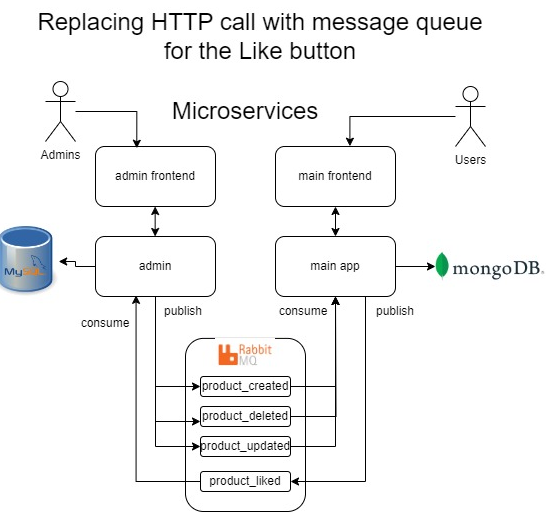 Replacing HTTP call with message queue
for the Like button
Microservices
Admins
Users
admin frontend
main frontend
MySQL
admin
main app
mongoDB.
consume
publish
consume
publish
RabbitMQ
product_created
product_deleted
product_updated
product_liked